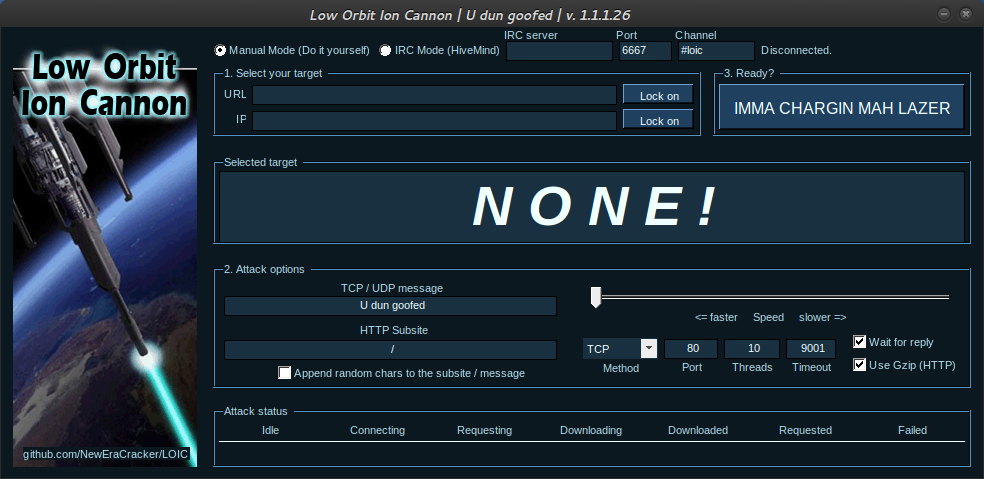 Low Orbit Ion Cannon | U dun goofed | v. 1.1.1.26
Low Orbit
Ion Cannon
github.com/NewEraCracker/LOIC
IRC server Port Channel
Manual Mode (Do it yourself) IRC Mode (HiveMind) 6667 #loic Disconnected.
1. Select your target
URL Lock on
IP Lock on
3. Ready?
IMMA CHARGIN MAH LAZER
Selected target
N O N E !
2. Attack options
TCP / UDP message
U dun goofed
HTTP Subsite
/
Append random chars to the subsite / message
<= faster Speed slower =>
TCP 80 10 9001 Wait for reply
Method Port Threads Timeout Use Gzip (HTTP)
Attack status
Idle Connecting Requesting Downloading Downloaded Requested Failed